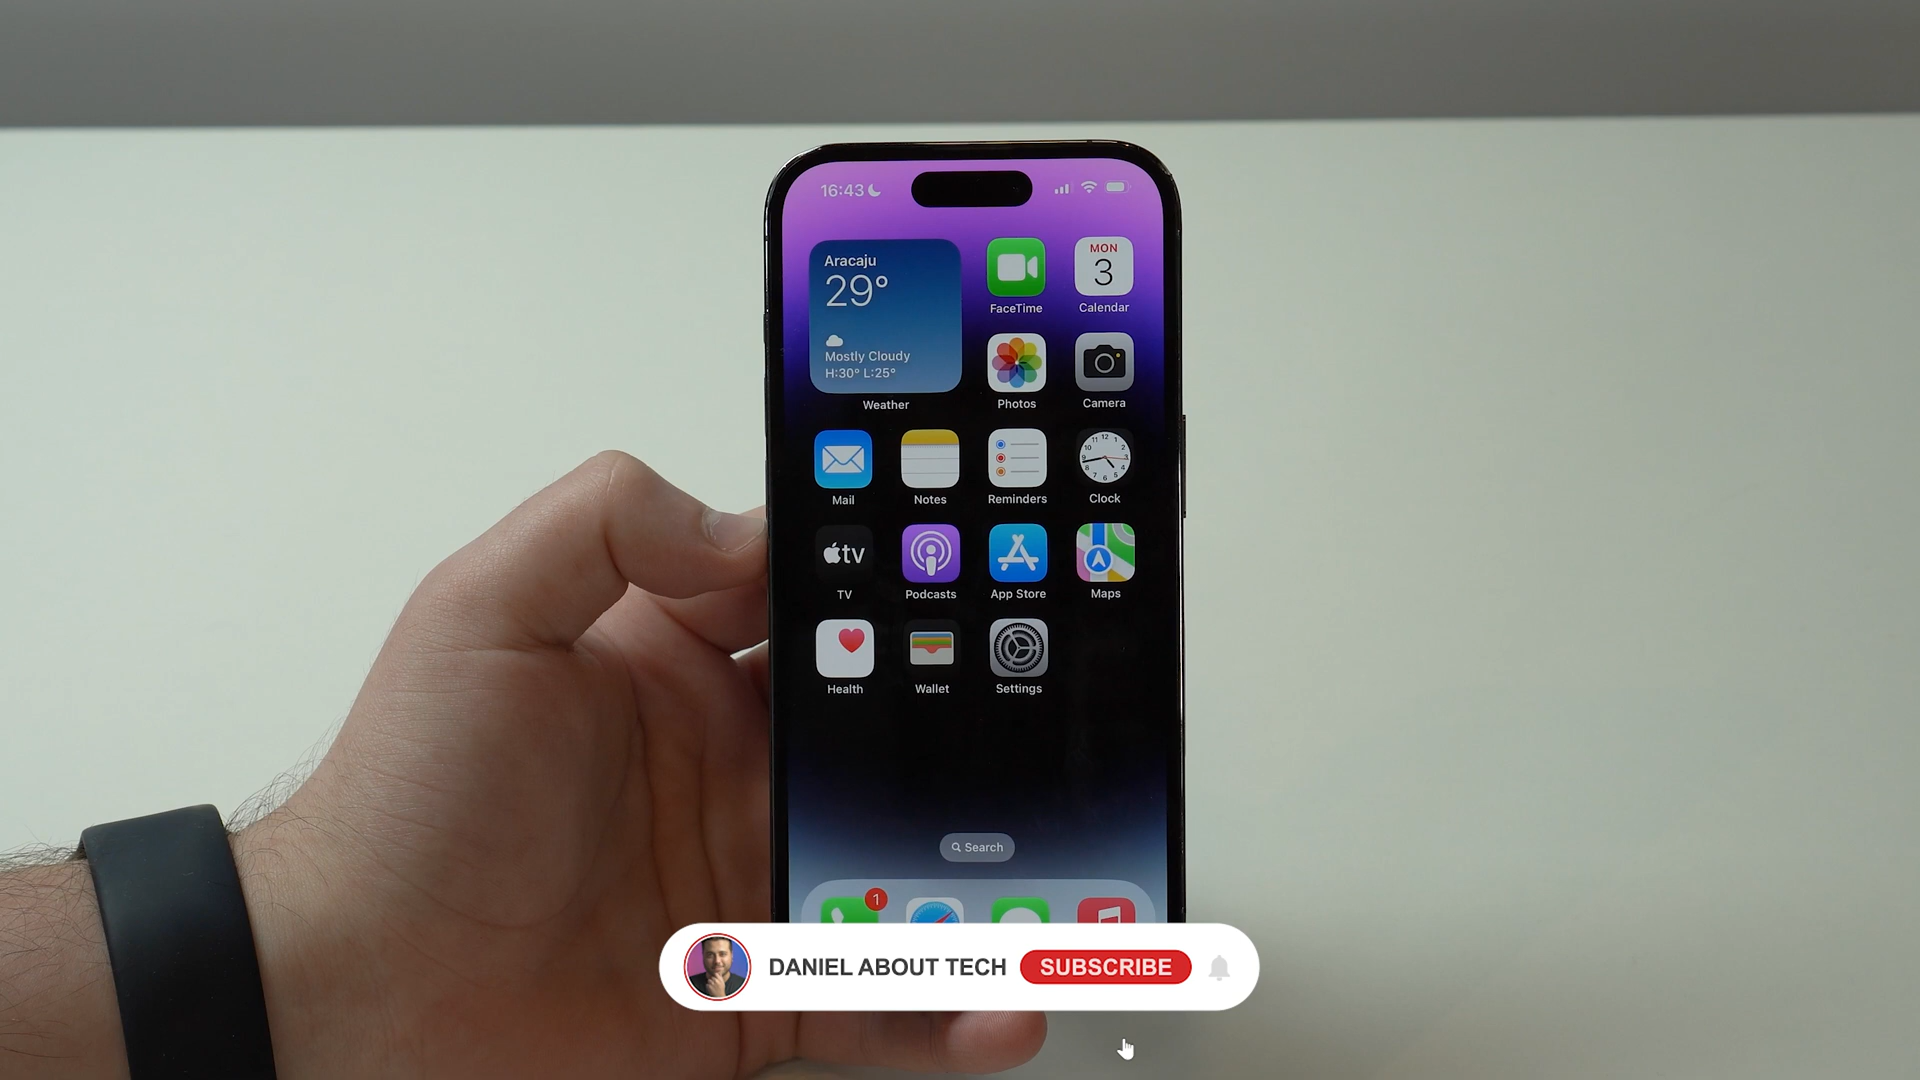 16:43
Aracaju
29°
Mostly Cloudy
H:30° L:25°
Weather
FaceTime
MON
3
Calendar
Photos
Camera
Mail
Notes
Reminders
Clock
tv
TV
Podcasts
App Store
Maps
Health
Wallet
Settings
Search
1
DANIEL ABOUT TECH
SUBSCRIBE